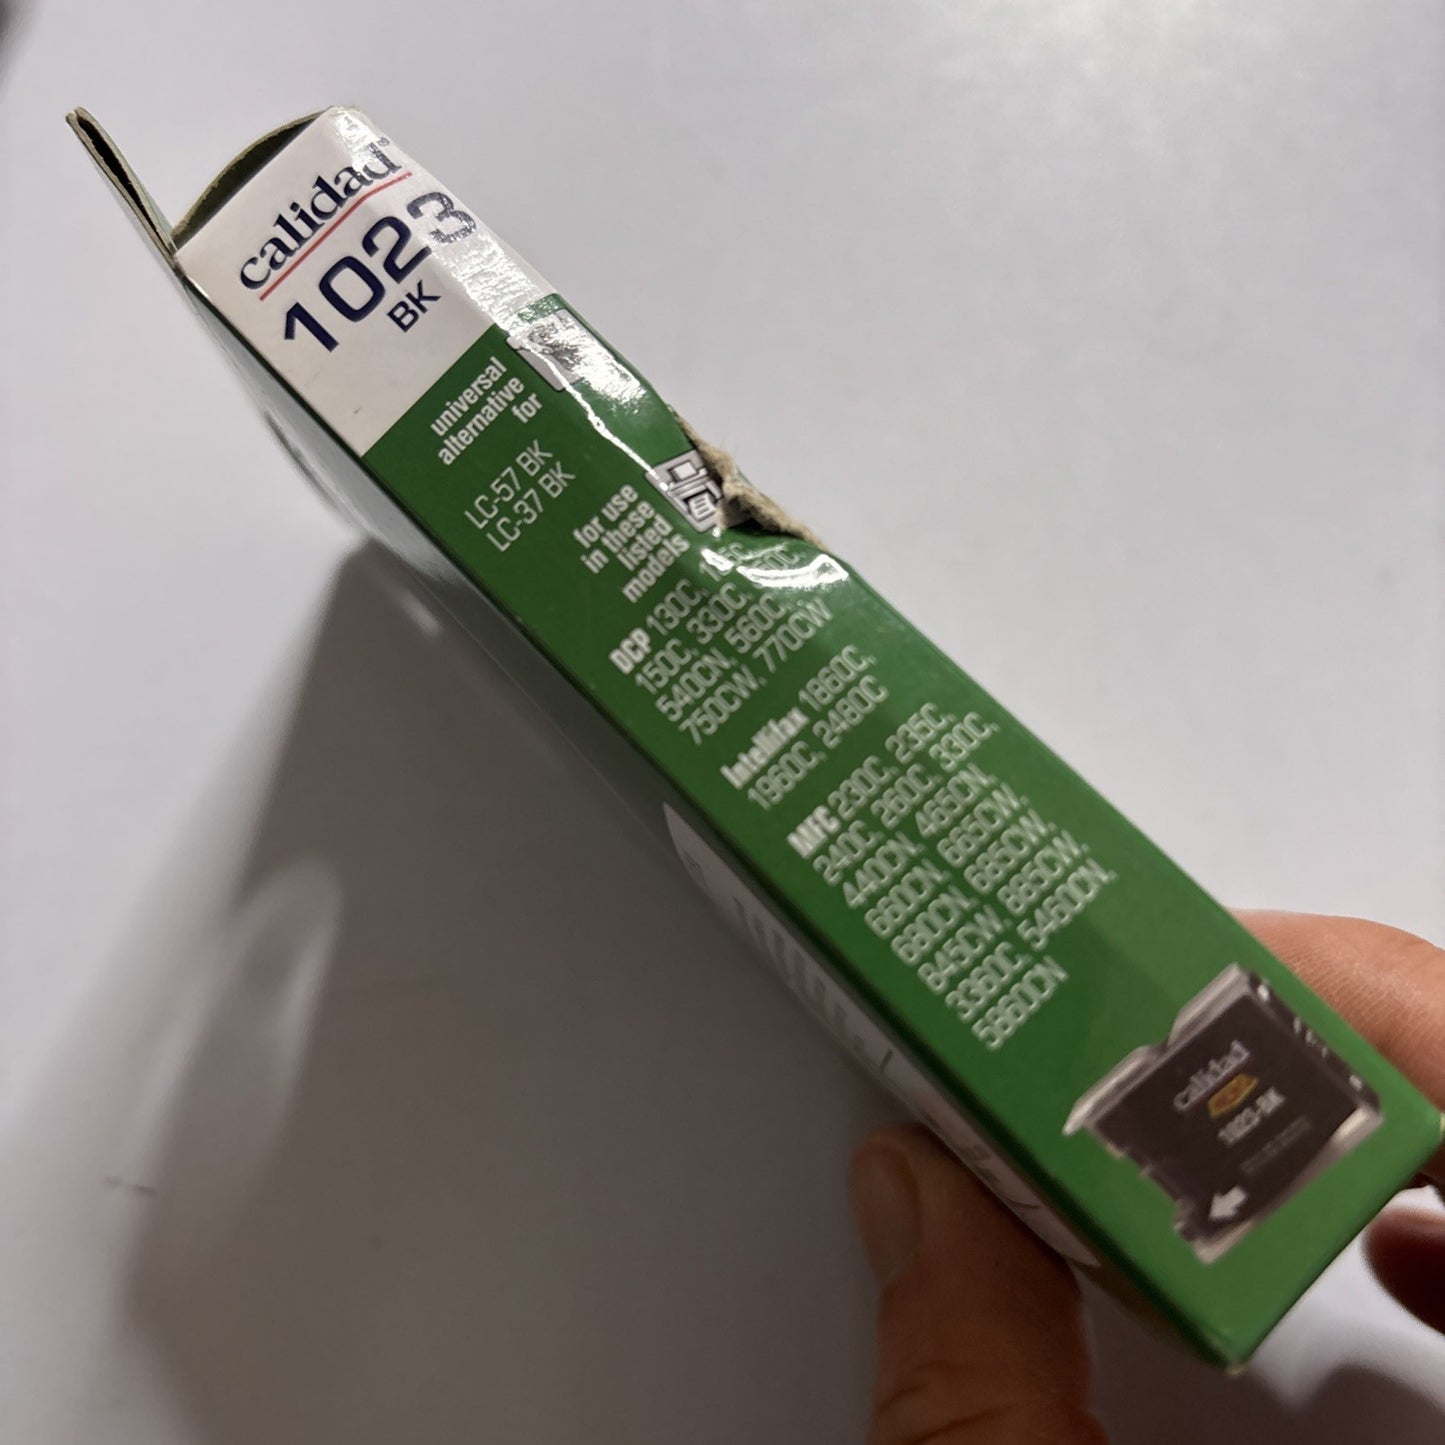 calidad
1023
BK
universal
alternative
for
LC-57 BK
LC-37 BK
for use
in these
listed
models
DCP 130C,
150C, 330C,
540CN, 560C,
750CW, 770CW
Intellifax 1860C,
1960C, 2480C
MFC 230C, 235C,
240C, 260C, 330C,
440CN, 465CN,
660CN, 665CW,
680CN, 685CW,
845CW, 885CW,
3360C, 5460CN,
5860CN
calidad
1023-BK